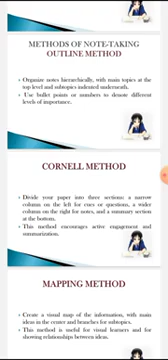 METHODS OF NOTE-TAKING
OUTLINE METHOD
• Organize notes hierarchically, with main topics at the
top level and subtopics indented underneath.
• Use bullet points or numbers to denote different
levels of importance.
CORNELL METHOD
• Divide your paper into three sections: a narrow
column on the left for cues or questions, a wider
column on the right for notes, and a summary section
at the bottom.
• This method encourages active engagement and
summarization.
MAPPING METHOD
• Create a visual map of the information, with main
ideas in the center and branches for subtopics.
• This method is useful for visual learners and for
showing relationships between ideas.